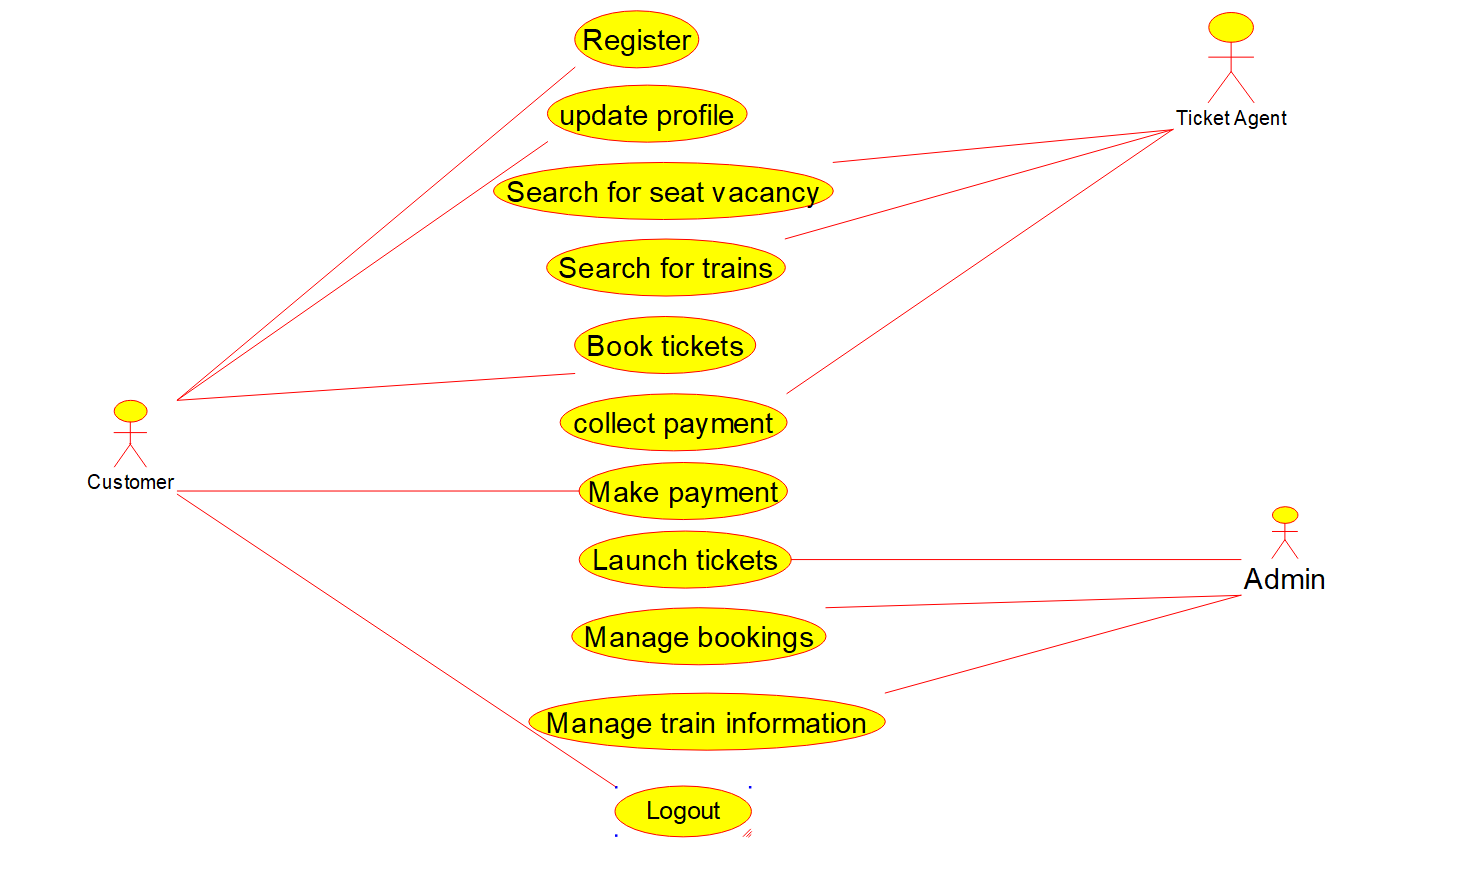 Register
update profile
Ticket Agent
Search for seat vacancy
Search for trains
Book tickets
collect payment
Customer
Make payment
Launch tickets
Admin
Manage bookings
Manage train information
Logout